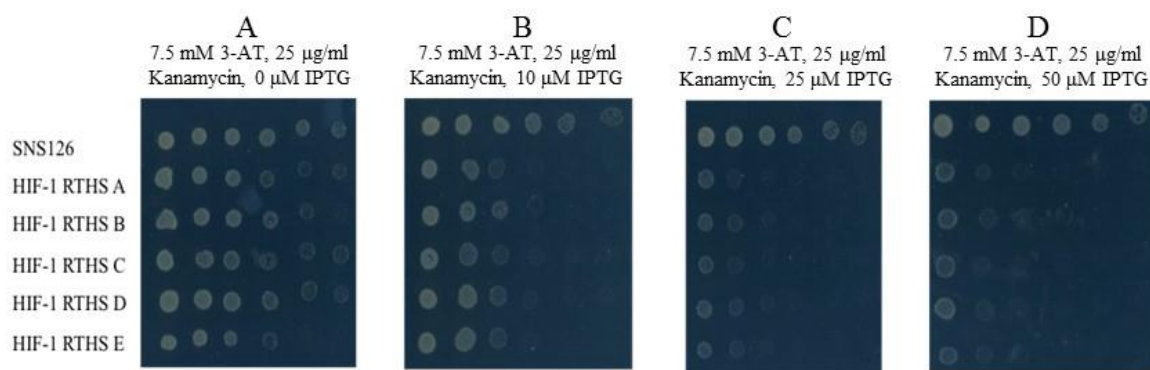 A
7.5 mM 3-AT, 25 µg/ml
Kanamycin, 0 µM IPTG
B
7.5 mM 3-AT, 25 µg/ml
Kanamycin, 10 µM IPTG
C
7.5 mM 3-AT, 25 µg/ml
Kanamycin, 25 µM IPTG
D
7.5 mM 3-AT, 25 µg/ml
Kanamycin, 50 µM IPTG
SNS126
HIF-1 RTHS A
HIF-1 RTHS B
HIF-1 RTHS C
HIF-1 RTHS D
HIF-1 RTHS E